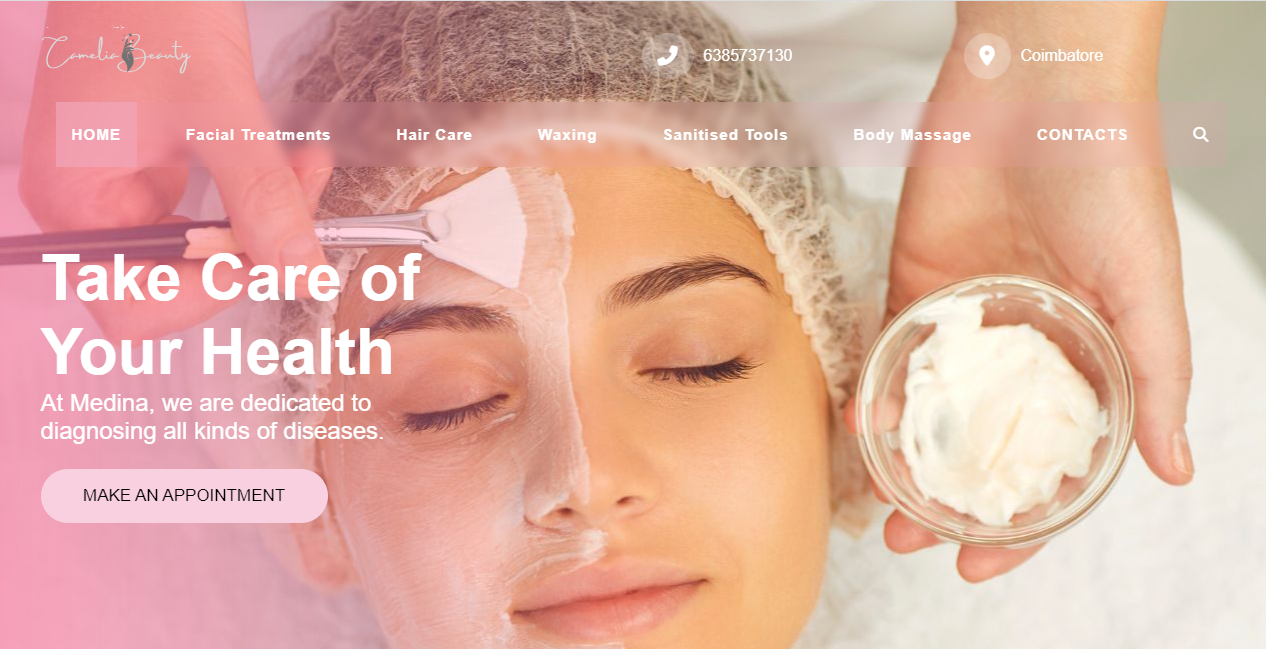 Camelia Beauty
6385737130
Coimbatore
HOME
Facial Treatments
Hair Care
Waxing
Sanitised Tools
Body Massage
CONTACTS
Take Care of
Your Health
At Medina, we are dedicated to
diagnosing all kinds of diseases.
MAKE AN APPOINTMENT